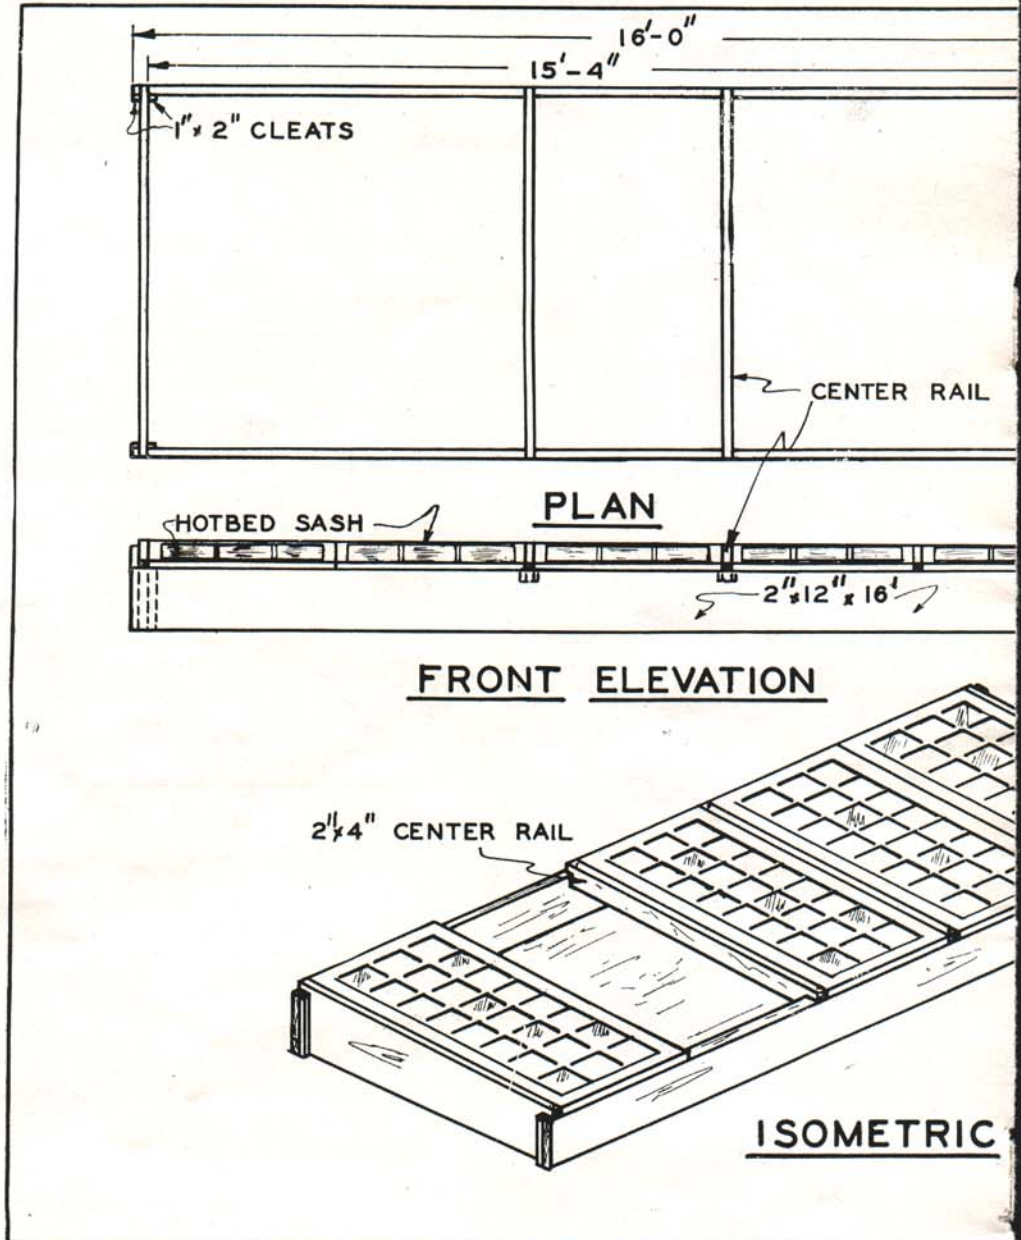 16'-0"
15'-4"
1" x 2" CLEATS
CENTER RAIL
PLAN
HOTBED SASH
2" x 12" x 16'
FRONT ELEVATION
2" x 4" CENTER RAIL
ISOMETRIC